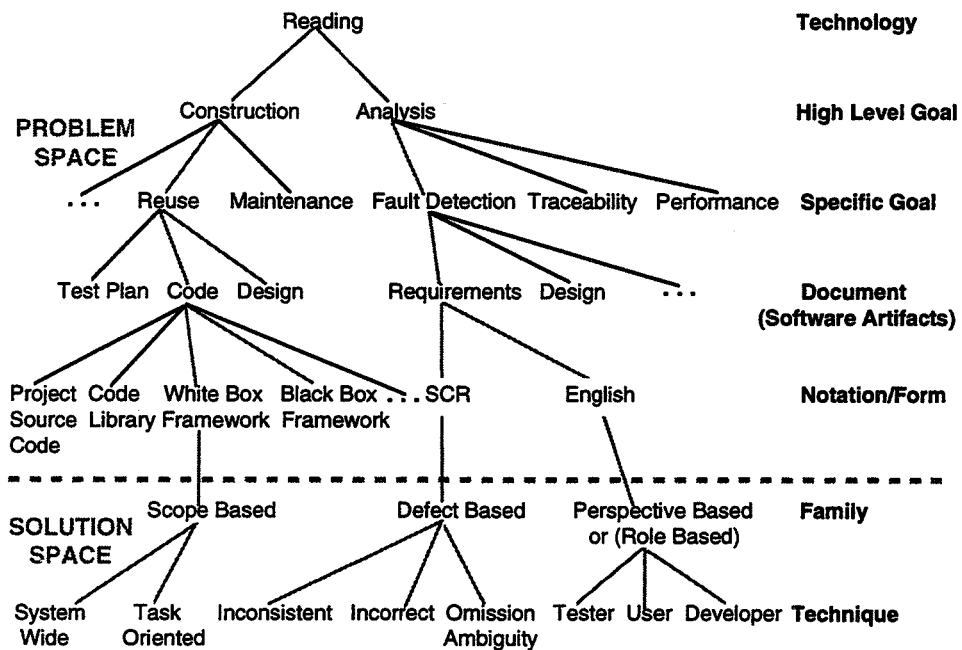 Reading Technology
Construction Analysis High Level Goal
PROBLEM
SPACE
... Reuse Maintenance Fault Detection Traceability Performance Specific Goal
Test Plan Code Design Requirements Design ... Document
(Software Artifacts)
Project Code White Box Black Box ... SCR English Notation/Form
Source Library Framework Framework
Code
Scope Based Defect Based Perspective Based Family
SOLUTION or (Role Based)
SPACE
System Task Inconsistent Incorrect Omission Tester User Developer Technique
Wide Oriented Ambiguity